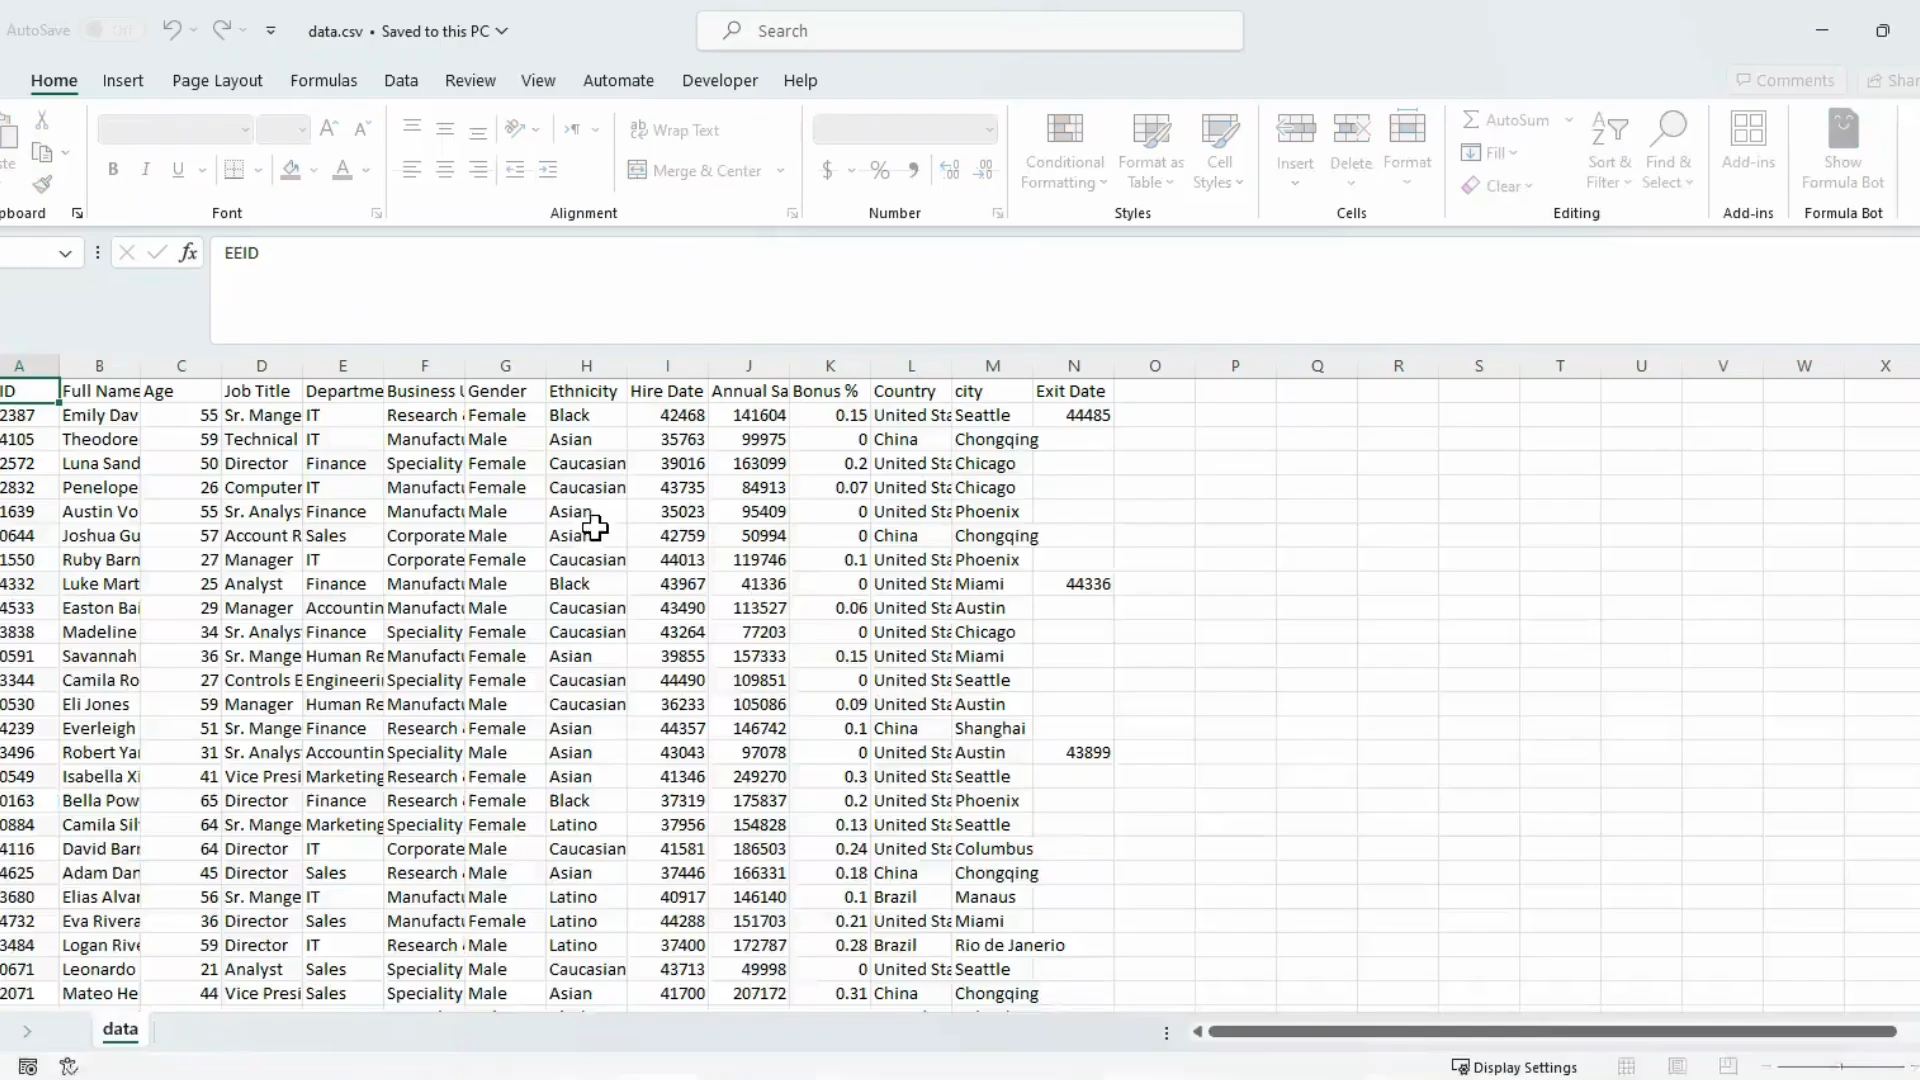 AutoSave Off data.csv • Saved to this PC Search
Home Insert Page Layout Formulas Data Review View Automate Developer Help Comments Shar
Wrap Text
Merge & Center
Conditional Formatting
Format as Table
Cell Styles
Insert Delete Format
AutoSum
Fill
Clear
Sort & Filter
Find & Select
Add-ins
Show Formula Bot
pboard Font Alignment Number Styles Cells Editing Add-ins Formula Bot
EEID
A B C D E F G H I J K L M N O P Q R S T U V W X
ID Full Name Age Job Title Departme Business U Gender Ethnicity Hire Date Annual Sa Bonus % Country city Exit Date
2387 Emily Dav 55 Sr. Mange IT Research Female Black 42468 141604 0.15 United Sta Seattle 44485
4105 Theodore 59 Technical IT Manufactu Male Asian 35763 99975 0 China Chongqing
2572 Luna Sand 50 Director Finance Speciality Female Caucasian 39016 163099 0.2 United Sta Chicago
2832 Penelope 26 Computer IT Manufactu Female Caucasian 43735 84913 0.07 United Sta Chicago
1639 Austin Vo 55 Sr. Analys Finance Manufactu Male Asian 35023 95409 0 United Sta Phoenix
0644 Joshua Gu 57 Account R Sales Corporate Male Asian 42759 50994 0 China Chongqing
1550 Ruby Barn 27 Manager IT Corporate Female Caucasian 44013 119746 0.1 United Sta Phoenix
4332 Luke Mart 25 Analyst Finance Manufactu Male Black 43967 41336 0 United Sta Miami 44336
4533 Easton Bai 29 Manager Accountin Manufactu Male Caucasian 43490 113527 0.06 United Sta Austin
3838 Madeline 34 Sr. Analys Finance Speciality Female Caucasian 43264 77203 0 United Sta Chicago
0591 Savannah 36 Sr. Mange Human Re Manufactu Female Asian 39855 157333 0.15 United Sta Miami
3344 Camila Ro 27 Controls E Engineeri Speciality Female Caucasian 44490 109851 0 United Sta Seattle
0530 Eli Jones 59 Manager Human Re Manufactu Male Caucasian 36233 105086 0.09 United Sta Austin
4239 Everleigh 51 Sr. Mange Finance Research Female Asian 44357 146742 0.1 China Shanghai
3496 Robert Ya 31 Sr. Analys Accountin Speciality Male Asian 43043 97078 0 United Sta Austin 43899
0549 Isabella Xi 41 Vice Presi Marketing Research Female Asian 41346 249270 0.3 United Sta Seattle
0163 Bella Pow 65 Director Finance Research Female Black 37319 175837 0.2 United Sta Phoenix
0884 Camila Sil 64 Sr. Mange Marketing Speciality Female Latino 37956 154828 0.13 United Sta Seattle
4116 David Barr 64 Director IT Corporate Male Caucasian 41581 186503 0.24 United Sta Columbus
4625 Adam Dan 45 Director Sales Research Male Asian 37446 166331 0.18 China Chongqing
3680 Elias Alvar 56 Sr. Mange IT Manufactu Male Latino 40917 146140 0.1 Brazil Manaus
4732 Eva Rivera 36 Director Sales Manufactu Female Latino 44288 151703 0.21 United Sta Miami
3484 Logan Rive 59 Director IT Research Male Latino 37400 172787 0.28 Brazil Rio de Janerio
0671 Leonardo 21 Analyst Sales Speciality Male Caucasian 43713 49998 0 United Sta Seattle
2071 Mateo He 44 Vice Presi Sales Speciality Male Asian 41700 207172 0.31 China Chongqing
data
Display Settings